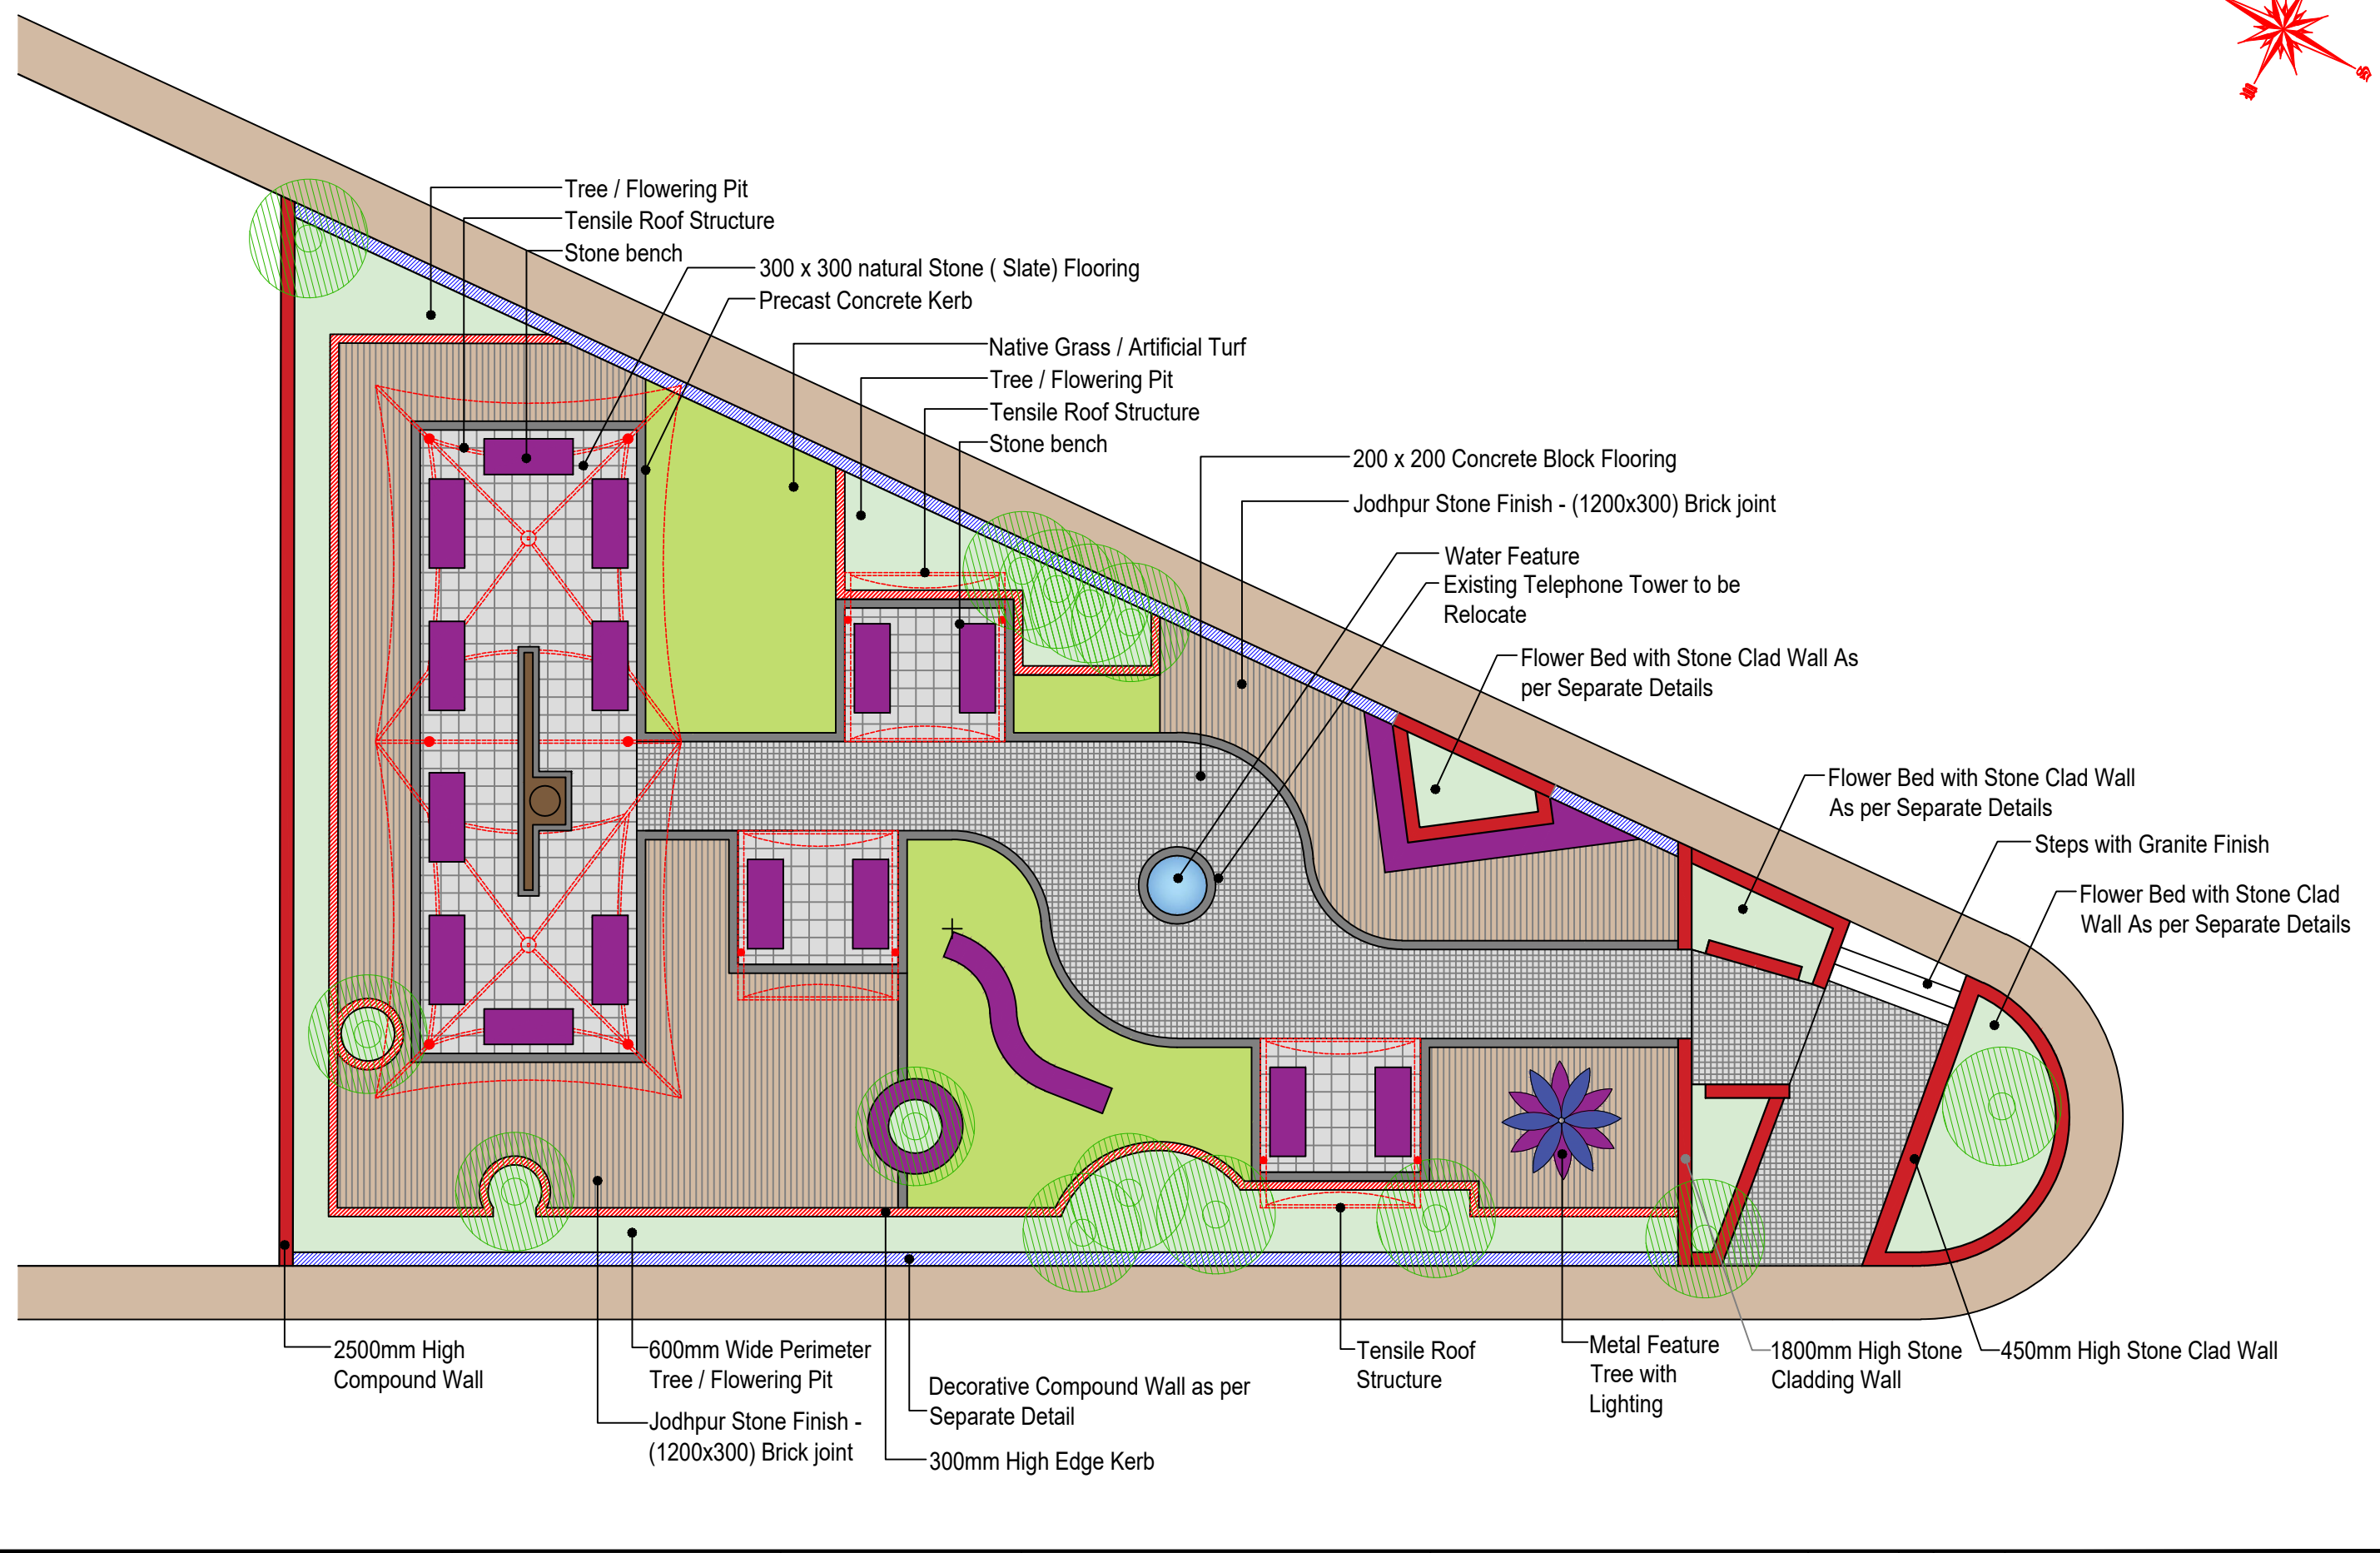 Tree / Flowering Pit
Tensile Roof Structure
Stone bench
300 x 300 natural Stone ( Slate) Flooring
Precast Concrete Kerb
Native Grass / Artificial Turf
Tree / Flowering Pit
Tensile Roof Structure
Stone bench
200 x 200 Concrete Block Flooring
Jodhpur Stone Finish - (1200x300) Brick joint
Water Feature
Existing Telephone Tower to be
Relocate
Flower Bed with Stone Clad Wall As
per Separate Details
Flower Bed with Stone Clad Wall
As per Separate Details
Steps with Granite Finish
Flower Bed with Stone Clad
Wall As per Separate Details
2500mm High
Compound Wall
600mm Wide Perimeter
Tree / Flowering Pit
Jodhpur Stone Finish -
(1200x300) Brick joint
Decorative Compound Wall as per
Separate Detail
300mm High Edge Kerb
Tensile Roof
Structure
Metal Feature
Tree with
Lighting
1800mm High Stone
Cladding Wall
450mm High Stone Clad Wall